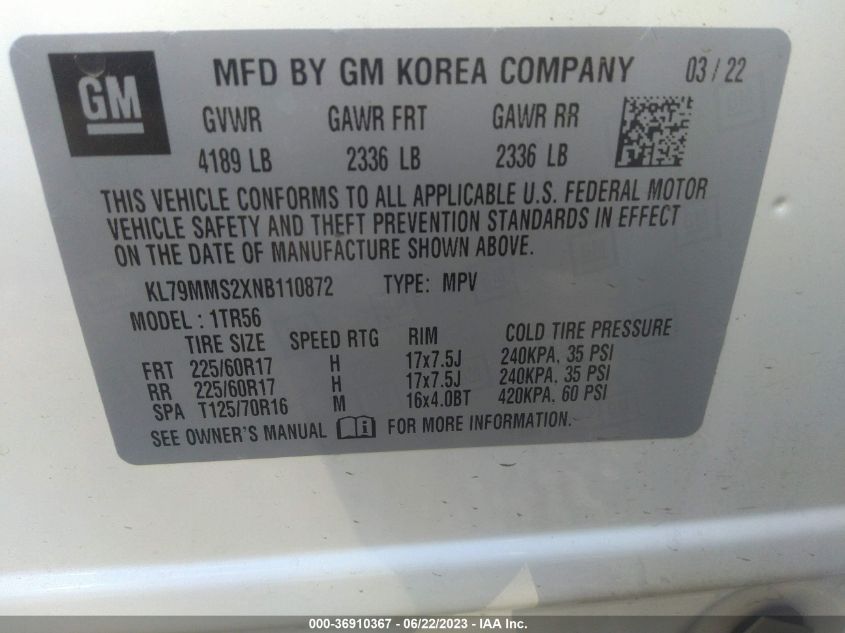 GM MFD BY GM KOREA COMPANY 03 / 22
GVWR GAWR FRT GAWR RR
4189 LB 2336 LB 2336 LB
THIS VEHICLE CONFORMS TO ALL APPLICABLE U.S. FEDERAL MOTOR
VEHICLE SAFETY AND THEFT PREVENTION STANDARDS IN EFFECT
ON THE DATE OF MANUFACTURE SHOWN ABOVE.
KL79MMS2XNB110872 TYPE: MPV
MODEL : 1TR56
TIRE SIZE SPEED RTG RIM COLD TIRE PRESSURE
FRT 225/60R17 H 17x7.5J 240KPA, 35 PSI
RR 225/60R17 H 17x7.5J 240KPA, 35 PSI
SPA T125/70R16 M 16x4.0BT 420KPA, 60 PSI
SEE OWNER'S MANUAL i FOR MORE INFORMATION.
000-36910367 - 06/22/2023 - IAA Inc.